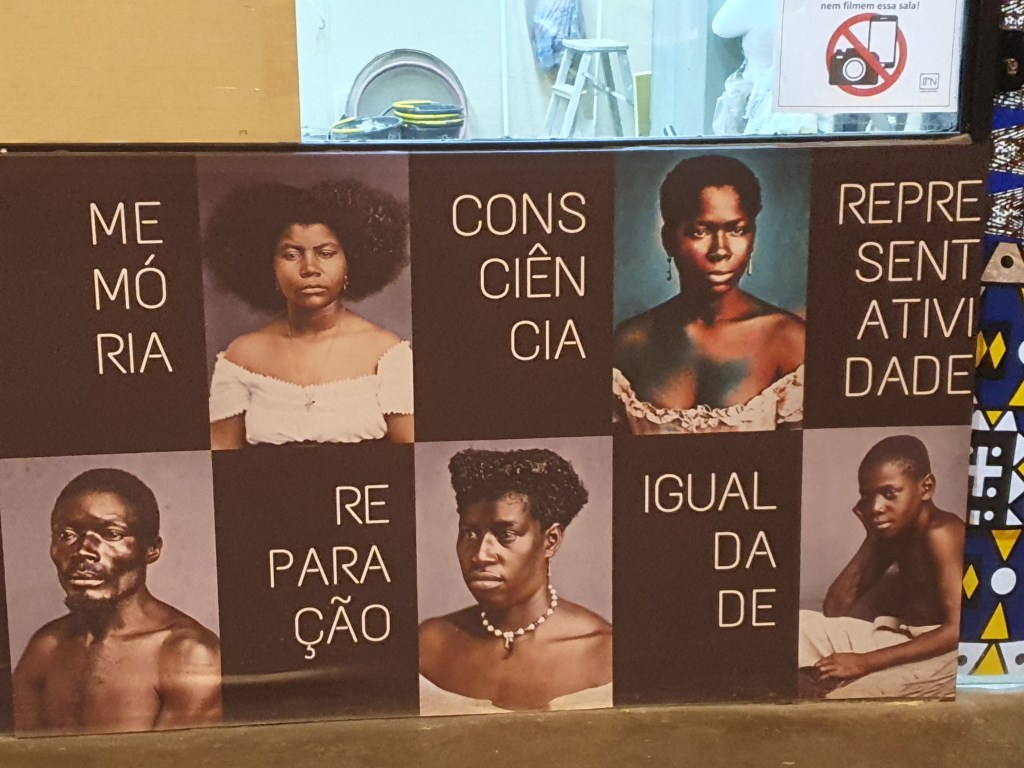 nem filmem essa sala!
ME
MÓ
RIA
CONS
CIÊN
CIA
REPRE
SENT
ATIVI
DADE
RE
PARA
ÇÃO
IGUAL
DA
DE